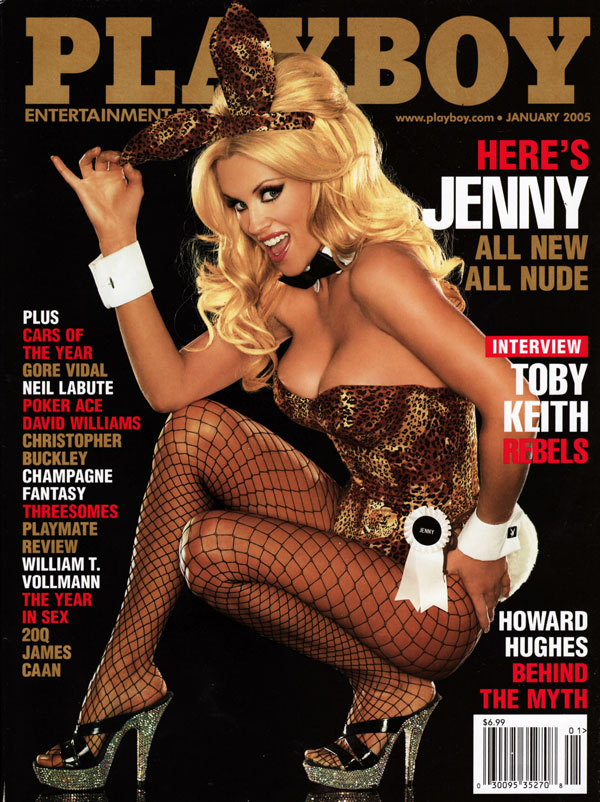 PLAYBOY
ENTERTAINMENT
www.playboy.com • JANUARY 2005
HERE'S
JENNY
ALL NEW
ALL NUDE
INTERVIEW
TOBY
KEITH
REBELS
PLUS
CARS OF
THE YEAR
GORE VIDAL
NEIL LABUTE
POKER ACE
DAVID WILLIAMS
CHRISTOPHER
BUCKLEY
CHAMPAGNE
FANTASY
THREESOMES
PLAYMATE
REVIEW
WILLIAM T.
VOLLMANN
THE YEAR
IN SEX
20Q
JAMES
CAAN
JENNY
HOWARD
HUGHES
BEHIND
THE MYTH
$6.99
01>
0 30095 35270 8